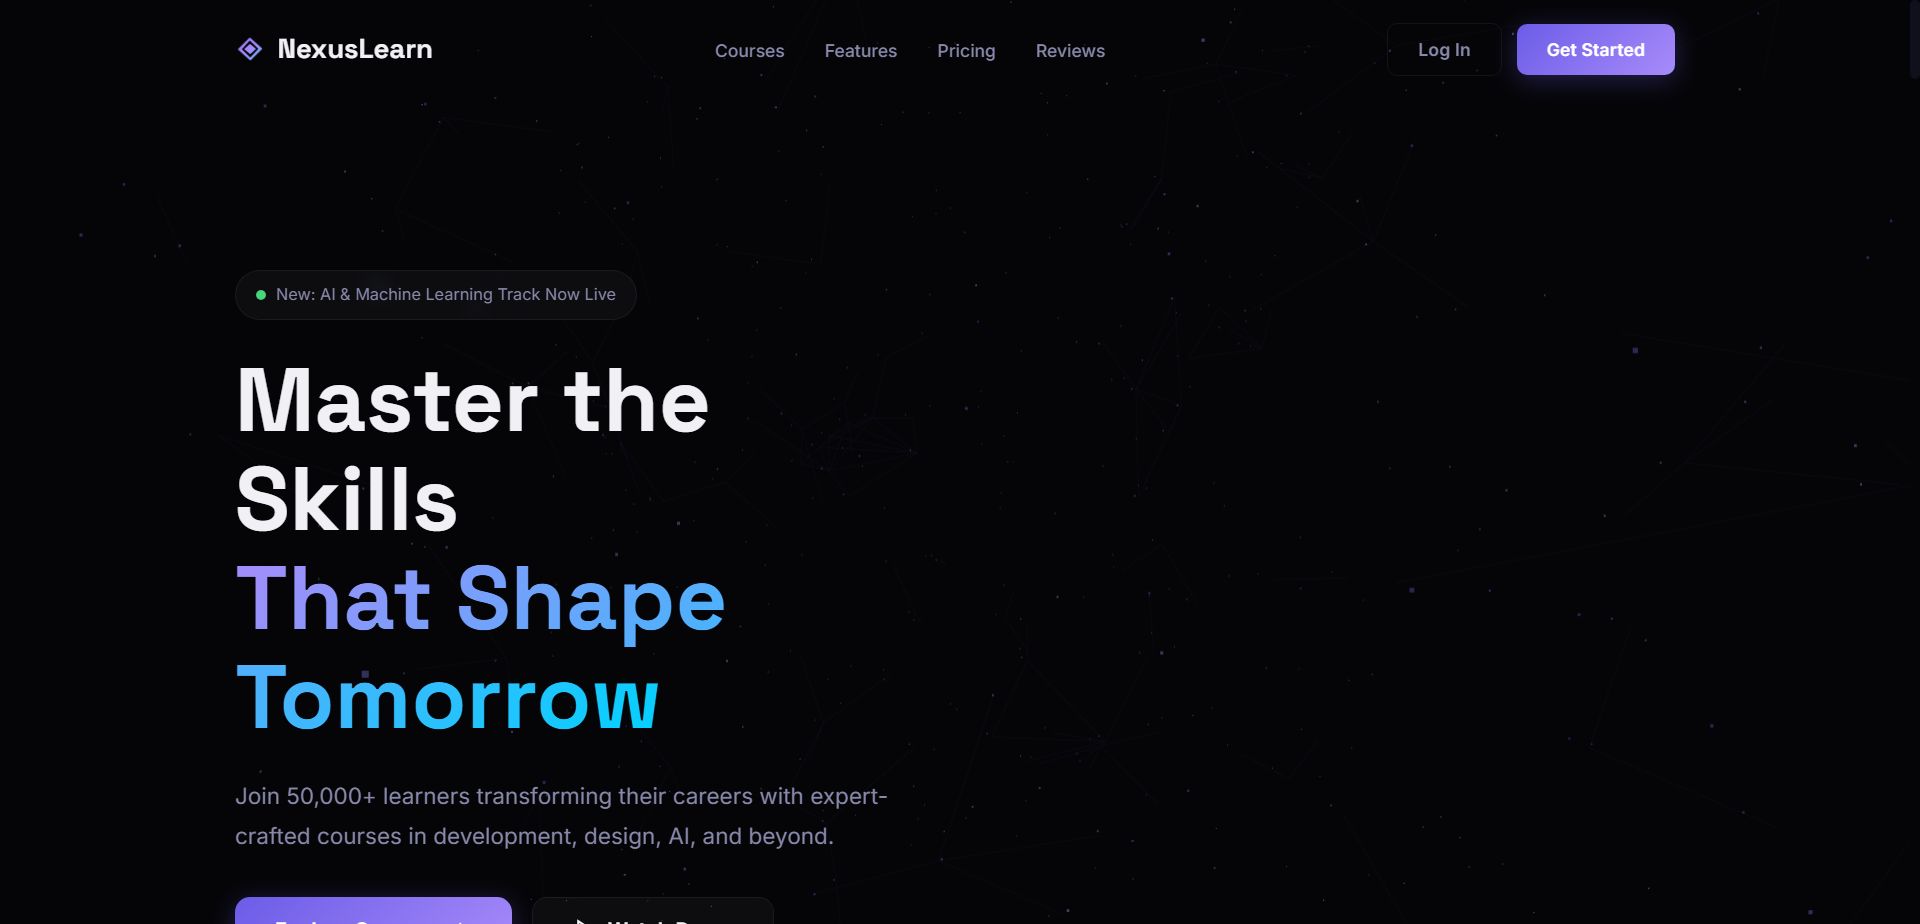 NexusLearn
Courses
Features
Pricing
Reviews
Log In
Get Started
New: AI & Machine Learning Track Now Live
Master the
Skills
That Shape
Tomorrow
Join 50,000+ learners transforming their careers with expert-
crafted courses in development, design, AI, and beyond.